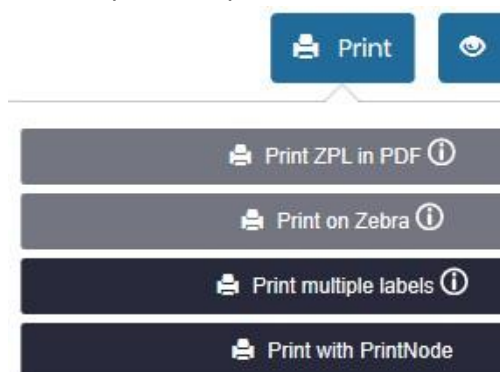 Print
Print ZPL in PDF
Print on Zebra
Print multiple labels
Print with PrintNode